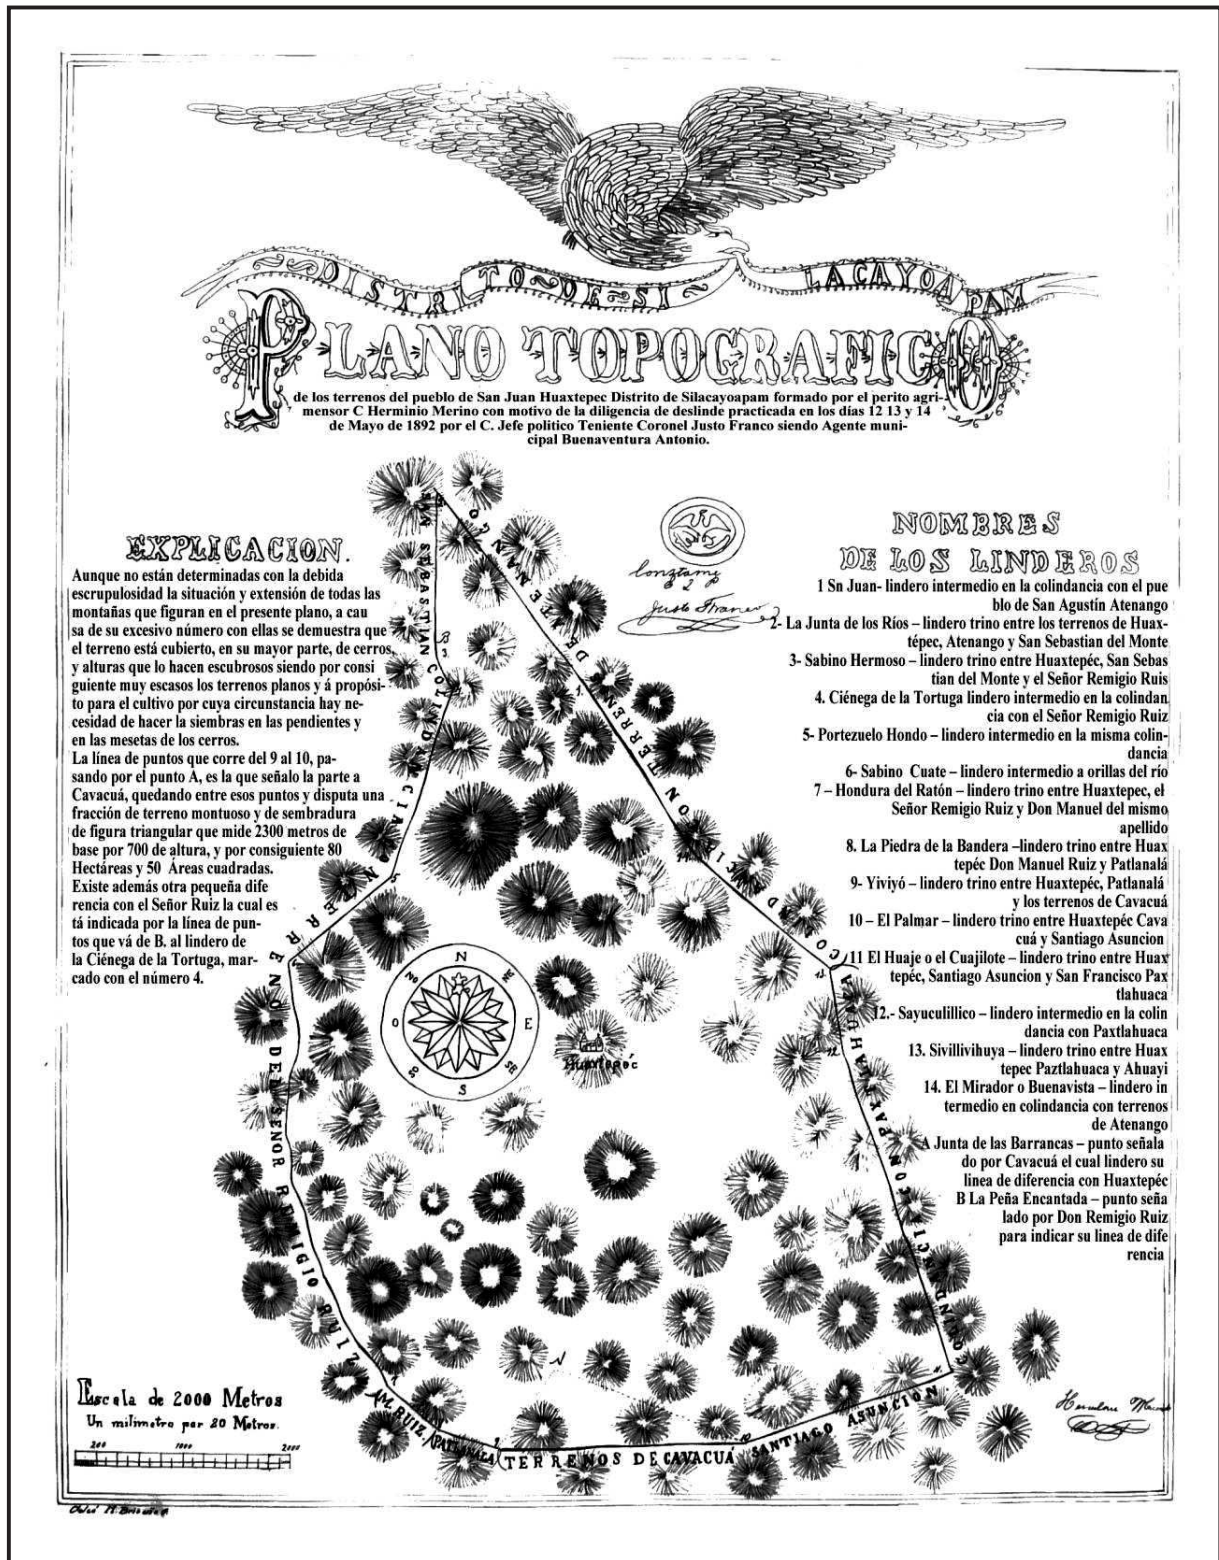 DISTRITO DE SILACAYOAPAM
PLANO TOPOGRAFICO
de los terrenos del pueblo de San Juan Huaxtepec Distrito de Silacayoapam formado por el perito agri-
mensor C Herminio Merino con motivo de la diligencia de deslinde practicada en los días 12 13 y 14
de Mayo de 1892 por el C. Jefe politico Teniente Coronel Justo Franco siendo Agente muni-
cipal Buenaventura Antonio.
EXPLICACION.
Aunque no están determinadas con la debida
escrupulosidad la situación y extensión de todas las
montañas que figuran en el presente plano, a cau
sa de su excesivo número con ellas se demuestra que
el terreno está cubierto, en su mayor parte, de cerros
y alturas que lo hacen escubrosos siendo por consi
guiente muy escasos los terrenos planos y á propósi-
to para el cultivo por cuya circunstancia hay ne-
cesidad de hacer la siembras en las pendientes y
en las mesetas de los cerros.
La línea de puntos que corre del 9 al 10, pa-
sando por el punto A, es la que señalo la parte a
Cavacuá, quedando entre esos puntos y disputa una
fracción de terreno montuoso y de sembradura
de figura triangular que mide 2300 metros de
base por 700 de altura, y por consiguiente 80
Hectáreas y 50 Áreas cuadradas.
Existe además otra pequeña dife
rencia con el Señor Ruiz la cual es
tá indicada por la línea de pun-
tos que vá de B. al lindero de
la Ciénega de la Tortuga, mar-
cado con el número 4.
Justo Franco
NOMBRES
DE LOS LINDEROS
1 Sn Juan- lindero intermedio en la colindancia con el pue
blo de San Agustín Atenango
2- La Junta de los Ríos – lindero trino entre los terrenos de Huax-
tépec, Atenango y San Sebastian del Monte
3- Sabino Hermoso – lindero trino entre Huaxtepéc, San Sebas
tian del Monte y el Señor Remigio Ruis
4. Ciénega de la Tortuga lindero intermedio en la colindan
cia con el Señor Remigio Ruiz
5- Portezuelo Hondo – lindero intermedio en la misma colin-
dancia
6- Sabino Cuate – lindero intermedio a orillas del río
7 – Hondura del Ratón – lindero trino entre Huaxtepec, el
Señor Remigio Ruiz y Don Manuel del mismo
apellido
8. La Piedra de la Bandera –lindero trino entre Huax
tepéc Don Manuel Ruiz y Patlanalá
9- Yiviyó – lindero trino entre Huaxtepéc, Patlanalá
y los terrenos de Cavacuá
10 – El Palmar – lindero trino entre Huaxtepéc Cava
cuá y Santiago Asuncion
11 El Huaje o el Cuajilote – lindero trino entre Huax
tepéc, Santiago Asuncion y San Francisco Pax
tlahuaca
12.- Sayuculillico – lindero intermedio en la colin
dancia con Paxtlahuaca
13. Sivillivihuya – lindero trino entre Huax
tepec Paztlahuaca y Ahuayi
14. El Mirador o Buenavista – lindero in
termedio en colindancia con terrenos
de Atenango
A Junta de las Barrancas – punto señala
do por Cavacuá el cual lindero su
linea de diferencia con Huaxtepéc
B La Peña Encantada – punto seña
lado por Don Remigio Ruiz
para indicar su linea de dife
rencia
SAN SEBASTIAN COLINDANCIA CON
TERRENOS DEL SEÑOR REMIGIO RUIZ
COLINDANCIA CON TERRENOS DE TENANGO
COLINDANCIA CON PAXTLAHUACA
N
NE
E
SE
S
SO
O
NO
Huaxtepéc
M. RUIZ
PATLANALA
TERRENOS DE CAVACUÁ
SANTIAGO ASUNCION
Escala de 2000 Metros
Un milimetro por 20 Metros.
200 1000 2000